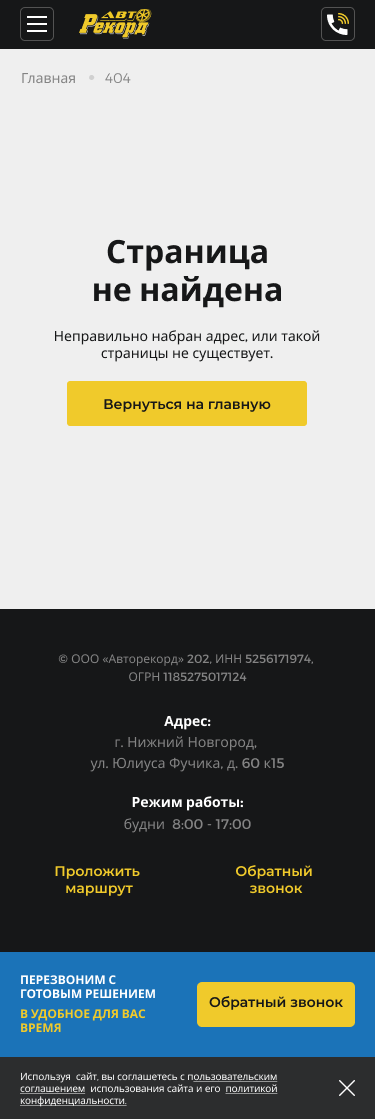 АВТО
Рекорд
Главная • 404
Страница
не найдена
Неправильно набран адрес, или такой
страницы не существует.
Вернуться на главную
© ООО «Авторекорд» 202, ИНН 5256171974,
ОГРН 1185275017124
Адрес:
г. Нижний Новгород,
ул. Юлиуса Фучика, д. 60 к15
Режим работы:
будни 8:00 - 17:00
Проложить
маршрут
Обратный
звонок
ПЕРЕЗВОНИМ С
ГОТОВЫМ РЕШЕНИЕМ
В УДОБНОЕ ДЛЯ ВАС
ВРЕМЯ
Обратный звонок
Используя сайт, вы соглашетесь с пользовательским
соглашением использования сайта и его политикой
конфиденциальности.